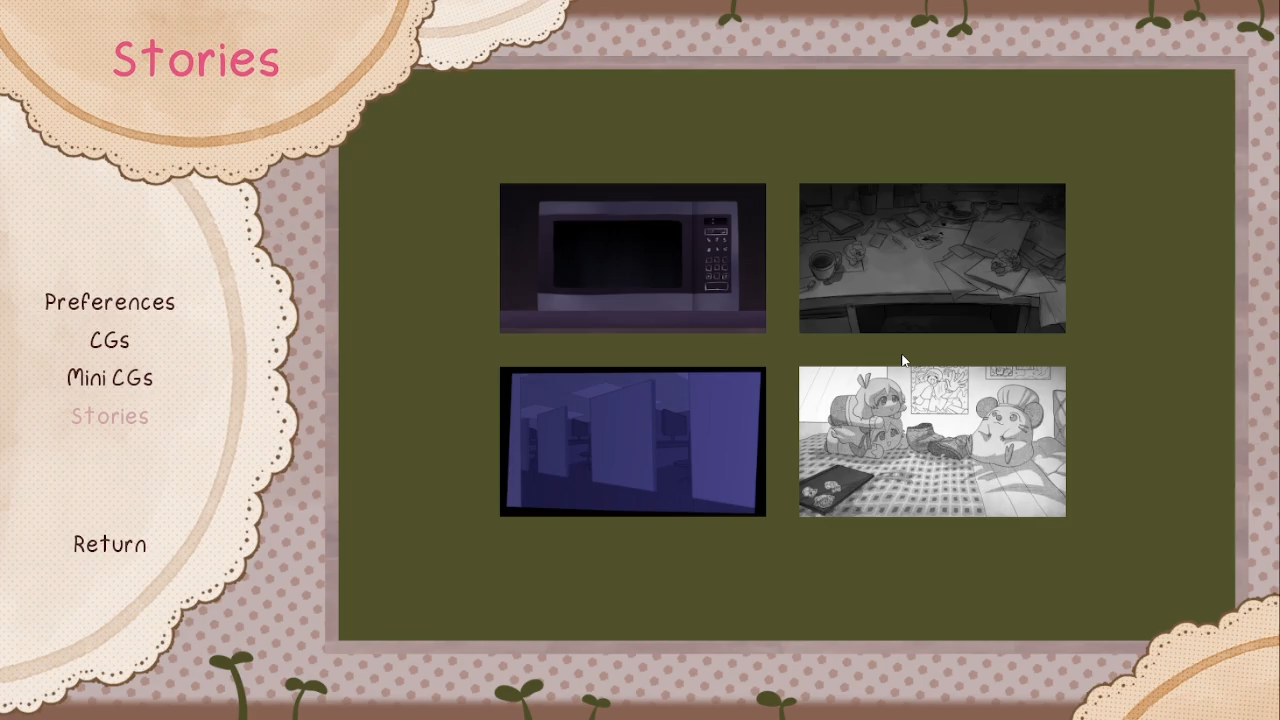 Stories
Preferences
CGs
Mini CGs
Stories
Return